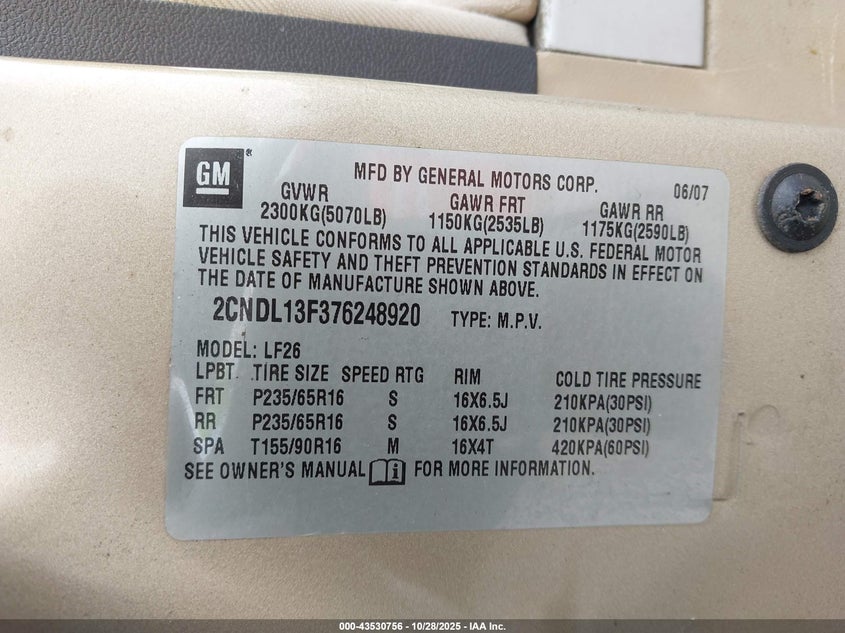 GM
MFD BY GENERAL MOTORS CORP. 06/07
GVWR GAWR FRT GAWR RR
2300KG(5070LB) 1150KG(2535LB) 1175KG(2590LB)
THIS VEHICLE CONFORMS TO ALL APPLICABLE U.S. FEDERAL MOTOR
VEHICLE SAFETY AND THEFT PREVENTION STANDARDS IN EFFECT ON
THE DATE OF MANUFACTURE SHOWN ABOVE.
2CNDL13F376248920 TYPE: M.P.V.
MODEL: LF26
LPBT. TIRE SIZE SPEED RTG RIM COLD TIRE PRESSURE
FRT P235/65R16 S 16X6.5J 210KPA(30PSI)
RR P235/65R16 S 16X6.5J 210KPA(30PSI)
SPA T155/90R16 M 16X4T 420KPA(60PSI)
SEE OWNER'S MANUAL i FOR MORE INFORMATION.
000-43530756 - 10/28/2025 - IAA Inc.